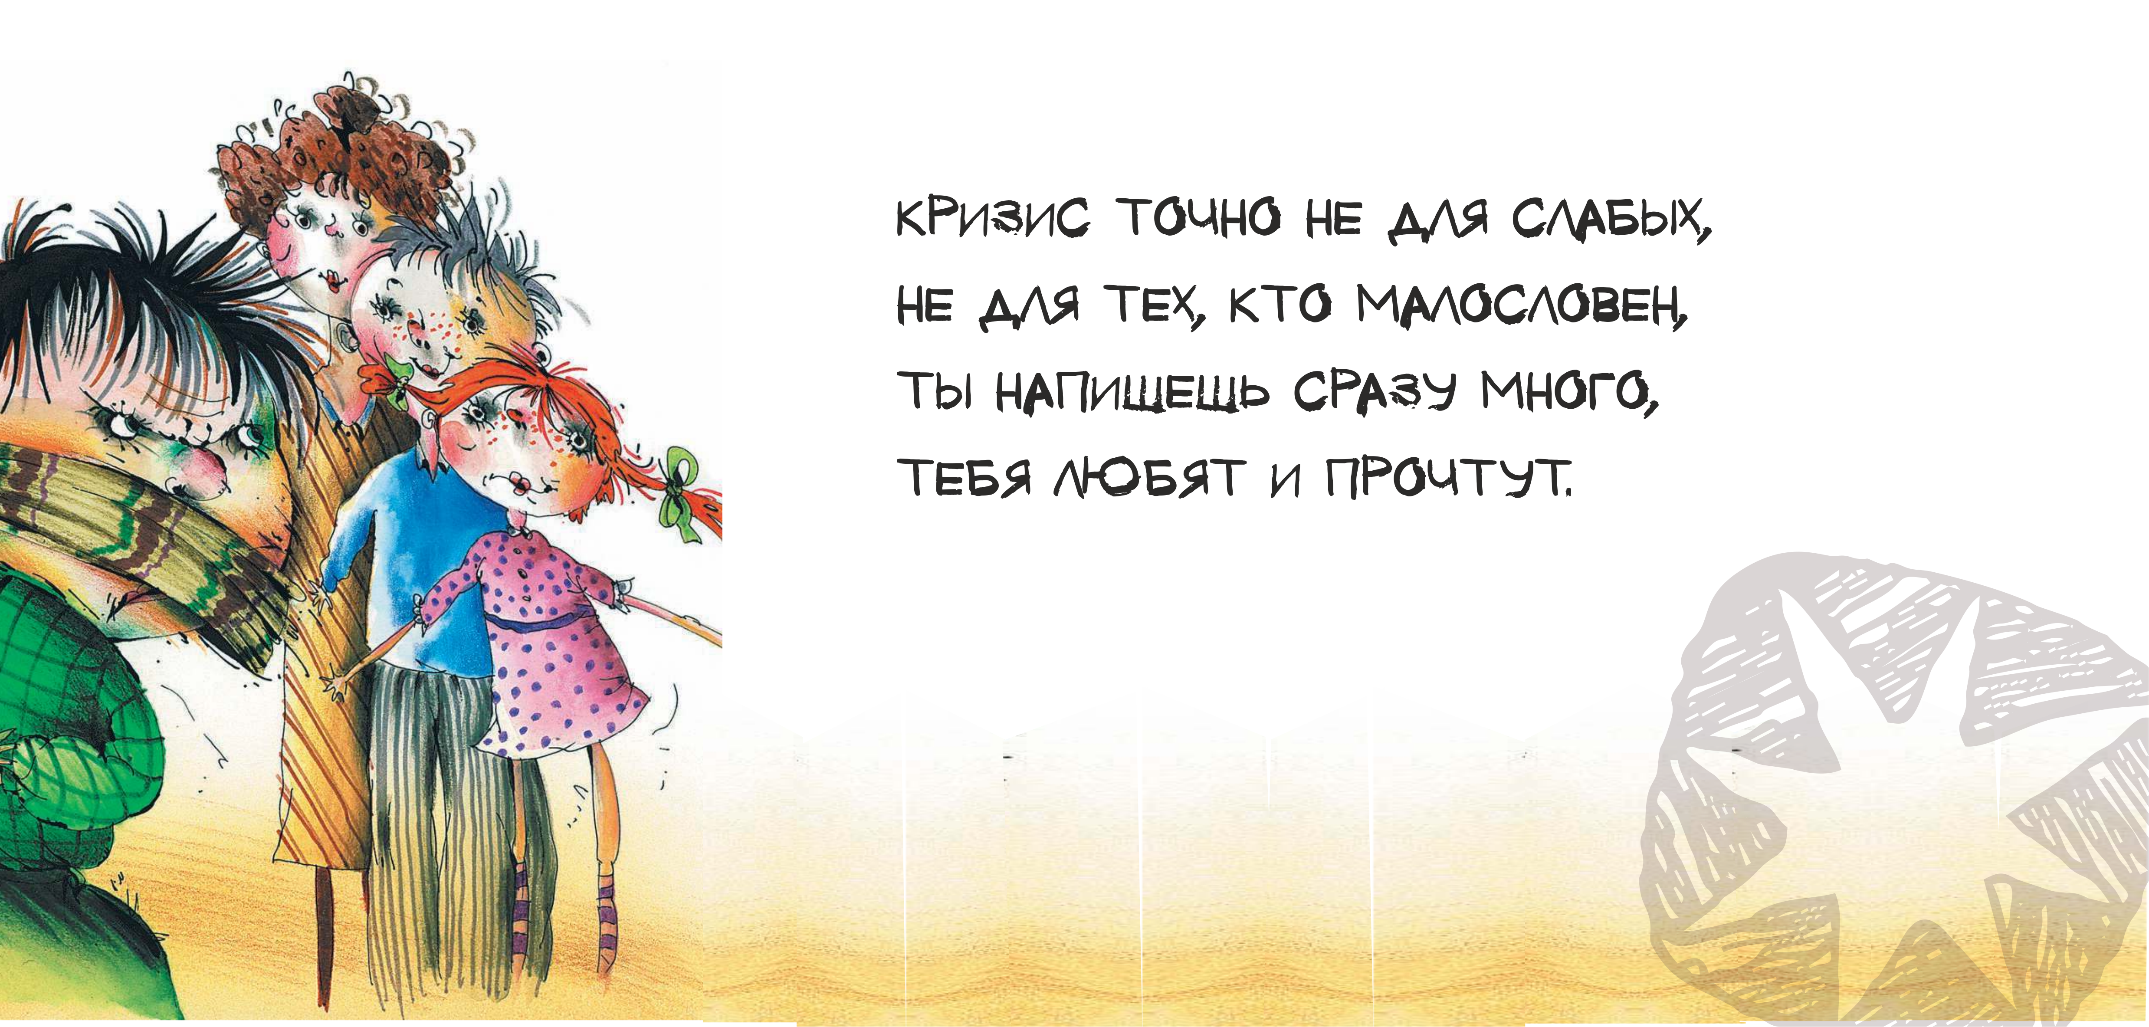 КРИЗИС ТОЧНО НЕ ДЛЯ СЛАБЫХ,
НЕ ДЛЯ ТЕХ, КТО МАЛОСЛОВЕН,
ТЫ НАПИШЕШЬ СРАЗУ МНОГО,
ТЕБЯ ЛЮБЯТ И ПРОЧТУТ.